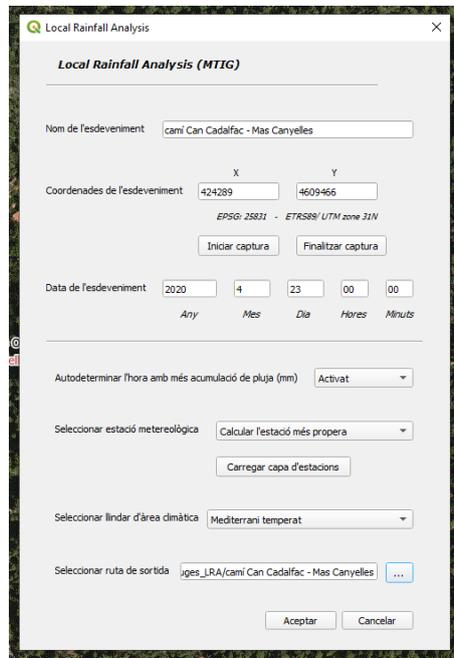 Local Rainfall Analysis
Local Rainfall Analysis (MTIG)
Nom de l'esdeveniment camí Can Cadalfac - Mas Canyelles
X Y
Coordenades de l'esdeveniment 424289 4609466
EPSG: 25831 - ETRS89/ UTM zone 31N
Iniciar captura Finalitzar captura
Data de l'esdeveniment 2020 4 23 00 00
Any Mes Dia Hores Minuts
Autodeterminar l'hora amb més acumulació de pluja (mm) Activat
Seleccionar estació metereològica Calcular l'estació més propera
Carregar capa d'estacions
Seleccionar llindar d'àrea climàtica Mediterrani temperat
Seleccionar ruta de sortida uges_LRA/camí Can Cadalfac - Mas Canyelles ...
Aceptar Cancelar